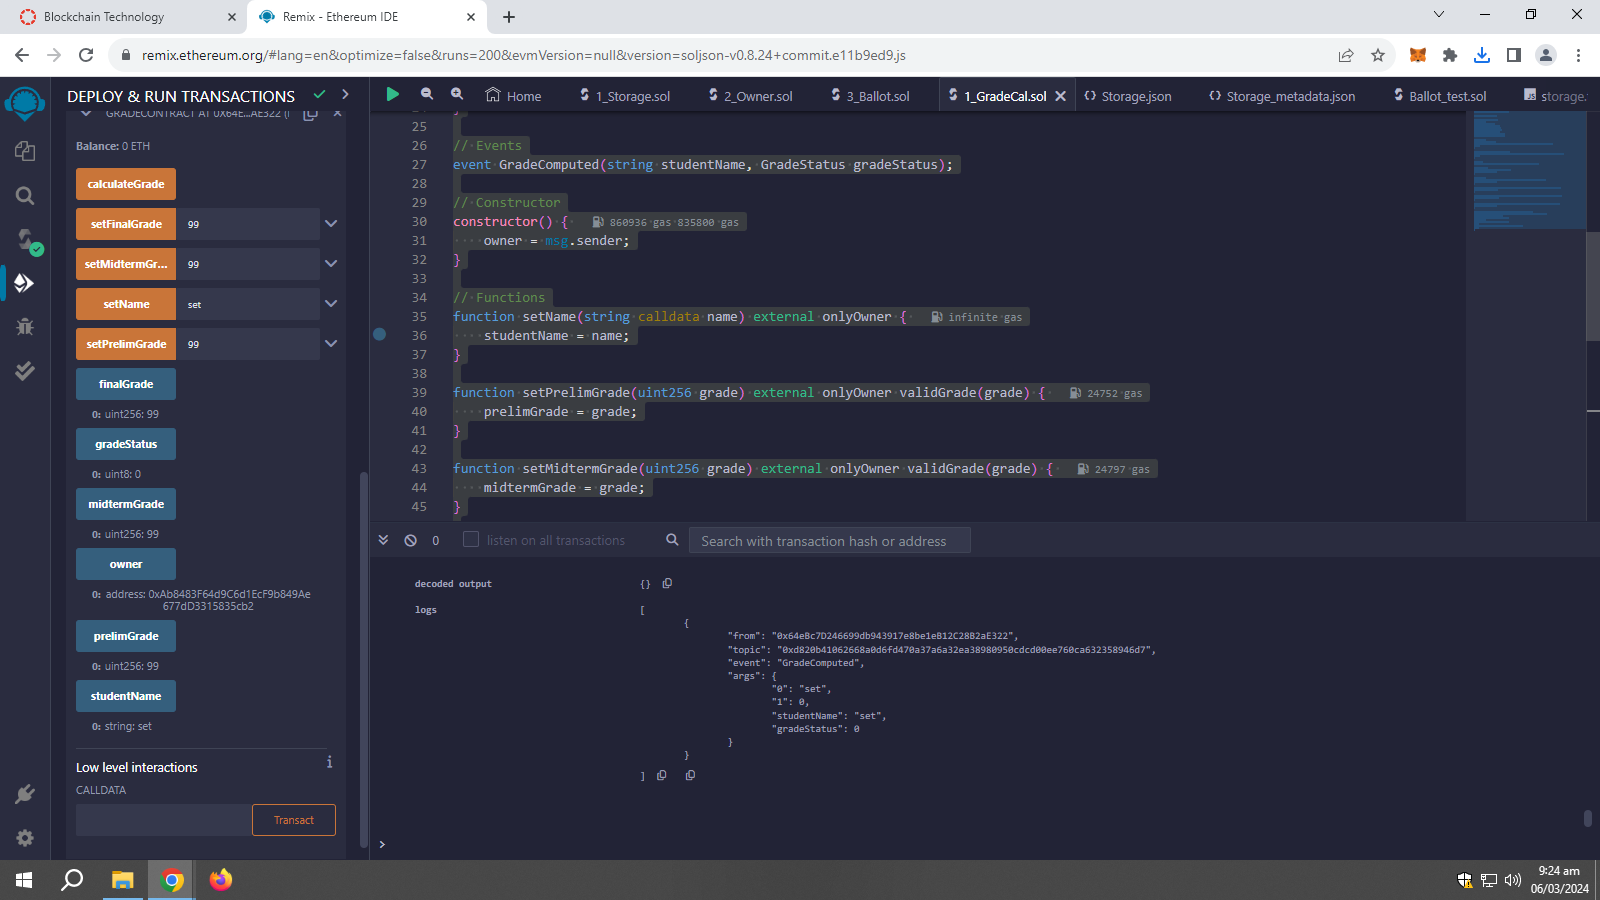 Blockchain Technology
Remix - Ethereum IDE
remix.ethereum.org/#lang=en&optimize=false&runs=200&evmVersion=null&version=soljson-v0.8.24+commit.e11b9ed9.js
DEPLOY & RUN TRANSACTIONS
GRADECONTRACT AT 0X64E...AE322 (
Balance: 0 ETH
calculateGrade
setFinalGrade 99
setMidtermGr... 99
setName set
setPrelimGrade 99
finalGrade
0: uint256: 99
gradeStatus
0: uint8: 0
midtermGrade
0: uint256: 99
owner
0: address: 0xAb8483F64d9C6d1EcF9b849Ae
677dD3315835cb2
prelimGrade
0: uint256: 99
studentName
0: string: set
Low level interactions
i
CALLDATA
Transact
Home 1_Storage.sol 2_Owner.sol 3_Ballot.sol 1_GradeCal.sol Storage.json Storage_metadata.json Ballot_test.sol storage.
25
26 // Events
27 event GradeComputed(string studentName, GradeStatus gradeStatus);
28
29 // Constructor
30 constructor() { 860936 gas 835800 gas
31 owner = msg.sender;
32 }
33
34 // Functions
35 function setName(string calldata name) external onlyOwner { infinite gas
36 studentName = name;
37 }
38
39 function setPrelimGrade(uint256 grade) external onlyOwner validGrade(grade) { 24752 gas
40 prelimGrade = grade;
41 }
42
43 function setMidtermGrade(uint256 grade) external onlyOwner validGrade(grade) { 24797 gas
44 midtermGrade = grade;
45 }
0 listen on all transactions Search with transaction hash or address
decoded output {}
logs [
{
"from": "0x64eBc7D246699db943917e8be1eB12C28B2aE322",
"topic": "0xd820b41062668a0d6fd470a37a6a32ea38980950cdcd00ee760ca632358946d7",
"event": "GradeComputed",
"args": {
"0": "set",
"1": 0,
"studentName": "set",
"gradeStatus": 0
}
}
]
>
9:24 am
06/03/2024